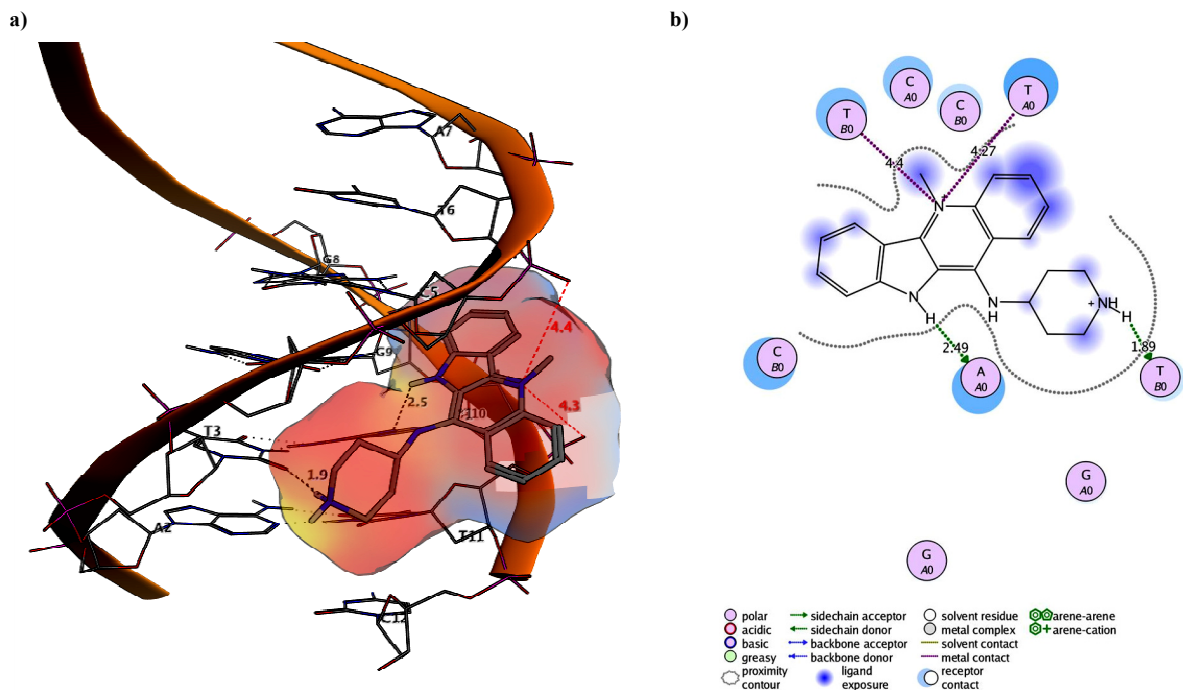 a)
b)
A7
T6
G8
C5
4.4
G9
2.5
4.3
T3
1.9
A2
T11
C12
C
A0
T
B0
C
B0
T
A0
4.4
4.27
N
+
N
H
N
H
NH
+
H
2.49
1.89
C
B0
A
A0
T
B0
G
A0
G
A0
polar
acidic
basic
greasy
proximity
contour
sidechain acceptor
sidechain donor
backbone acceptor
backbone donor
ligand
exposure
solvent residue
metal complex
solvent contact
metal contact
receptor
contact
arene-arene
arene-cation